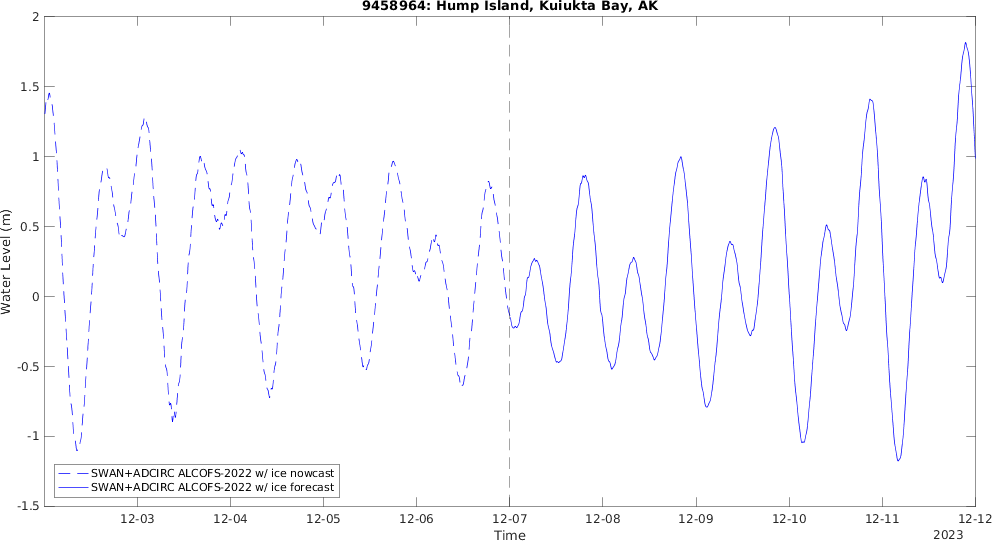 9458964: Hump Island, Kuiukta Bay, AK
2
1.5
1
0.5
0
-0.5
-1
-1.5
Water Level (m)
SWAN+ADCIRC ALCOFS-2022 w/ ice nowcast
SWAN+ADCIRC ALCOFS-2022 w/ ice forecast
12-03 12-04 12-05 12-06 12-07 12-08 12-09 12-10 12-11 12-12
Time
2023